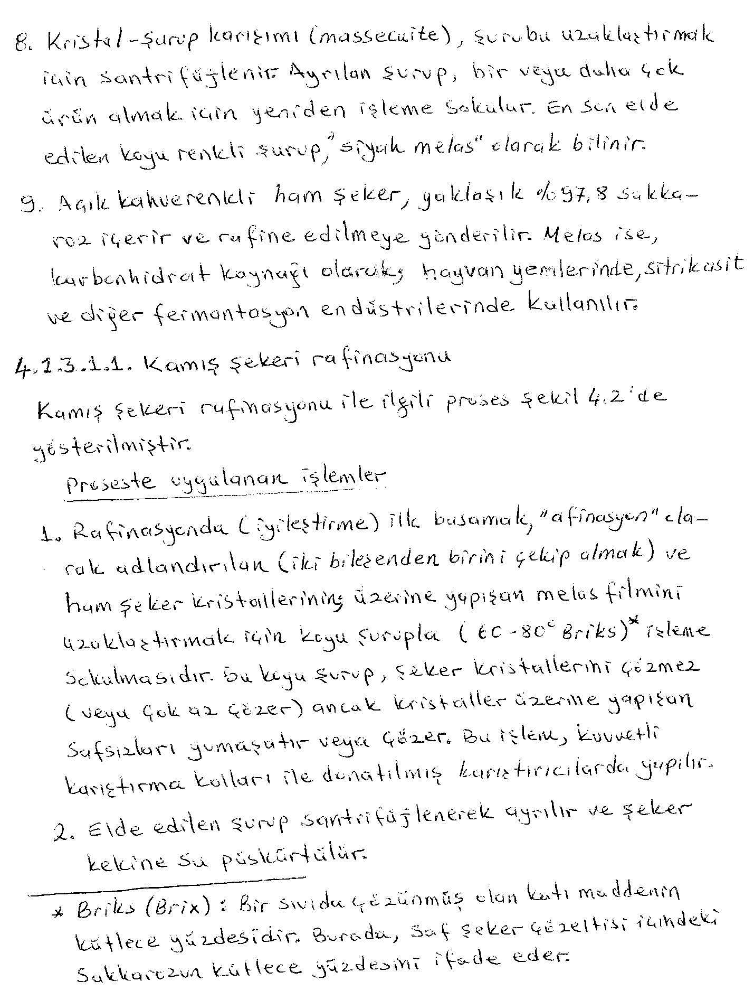 8. Kristal-şurup karışımı (massecuite), şurubu uzaklaştırmak
için santrifüjlenir. Ayrılan şurup, bir veya daha çok
ürün almak için yeniden işleme sokulur. En son elde
edilen koyu renkli şurup, "siyah melas" olarak bilinir.
9. Açık kahverenkli ham şeker, yaklaşık %97,8 sakka-
roz içerir ve rafine edilmeye gönderilir. Melas ise,
karbonhidrat kaynağı olarak; hayvan yemlerinde, sitrik asit
ve diğer fermantasyon endüstrilerinde kullanılır.
4.1.3.1.1. Kamış şekeri rafinasyonu
Kamış şekeri rafinasyonu ile ilgili proses şekil 4.2'de
gösterilmiştir.
Proseste uygulanan işlemler
1. Rafinasyonda (iyileştirme) ilk basamak, "afinasyon" ola-
rak adlandırılan (iki bileşenden birini çekip almak) ve
ham şeker kristallerinin; üzerine yapışan melas filmini
uzaklaştırmak için koyu şurupla (60-80° Briks)* işleme
sokulmasıdır. Bu koyu şurup, şeker kristallerini çözmez
(veya çok az çözer) ancak kristaller üzerine yapışan
safsızları yumaşatır veya çözer. Bu işlem, kuvvetli
karıştırma kolları ile donatılmış karıştırıcılarda yapılır.
2. Elde edilen şurup santrifüjlenerek ayrılır ve şeker
kekine su püskürtülür.
* Briks (Brix) : Bir sıvıda çözünmüş olan katı maddenin
kütlece yüzdesidir. Burada, saf şeker çözeltisi içindeki
sakkarozun kütlece yüzdesini ifade eder.